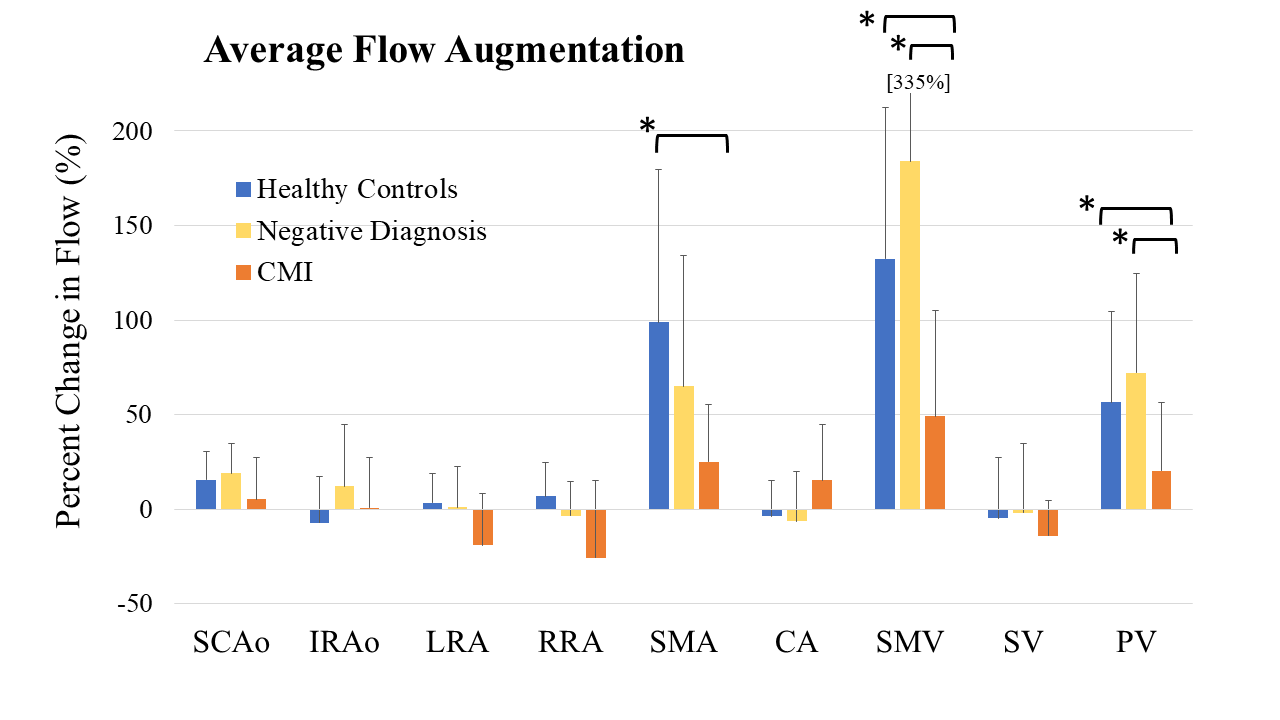 Average Flow Augmentation
*
*
[335%]
*
*
*
Percent Change in Flow (%)
200
150
100
50
0
-50
Healthy Controls
Negative Diagnosis
CMI
SCAo IRAo LRA RRA SMA CA SMV SV PV